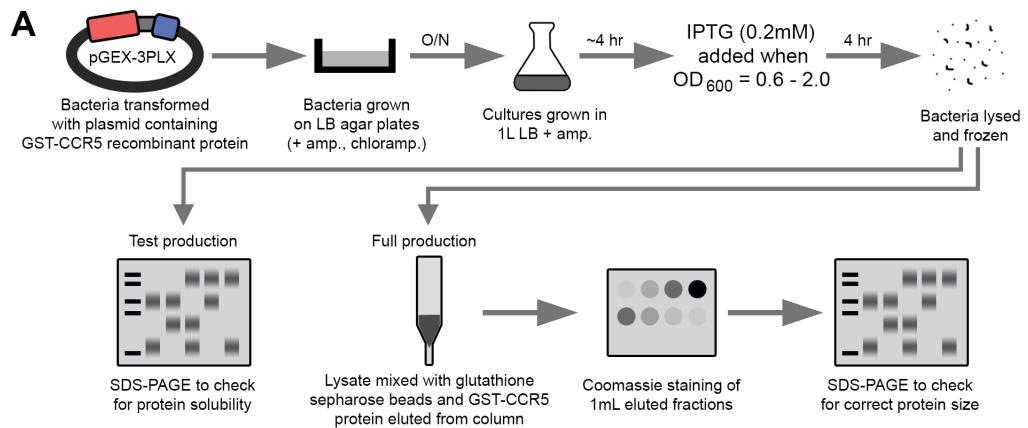 A
pGEX-3PLX
Bacteria transformed
with plasmid containing
GST-CCR5 recombinant protein
Bacteria grown
on LB agar plates
(+ amp., chloramp.)
O/N
Cultures grown in
1L LB + amp.
~4 hr
IPTG (0.2mM)
added when
OD600 = 0.6 - 2.0
4 hr
Bacteria lysed
and frozen
Test production
SDS-PAGE to check
for protein solubility
Full production
Lysate mixed with glutathione
sepharose beads and GST-CCR5
protein eluted from column
Coomassie staining of
1mL eluted fractions
SDS-PAGE to check
for correct protein size